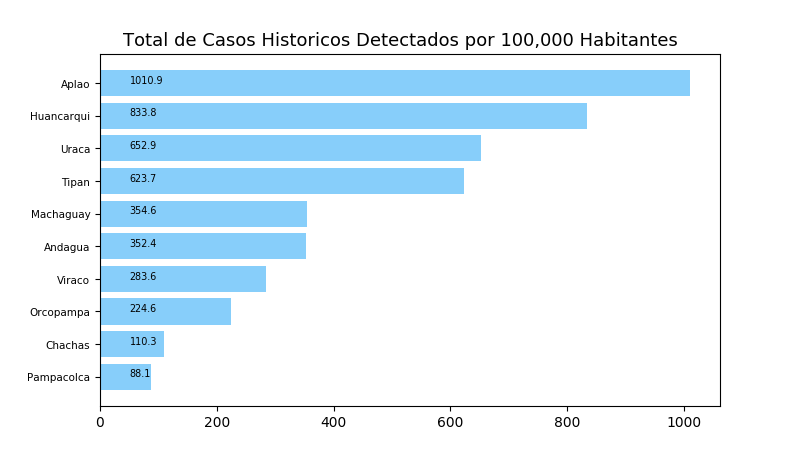 Total de Casos Historicos Detectados por 100,000 Habitantes
Aplao 1010.9
Huancarqui 833.8
Uraca 652.9
Tipan 623.7
Machaguay 354.6
Andagua 352.4
Viraco 283.6
Orcopampa 224.6
Chachas 110.3
Pampacolca 88.1
0 200 400 600 800 1000